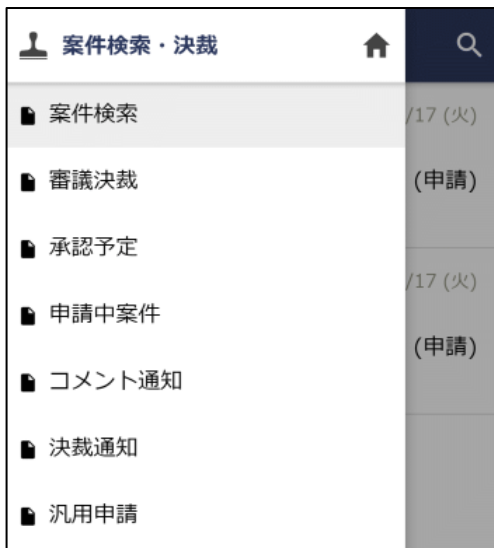 案件検索・決裁
案件検索
/17 (火)
審議決裁
(申請)
承認予定
/17 (火)
申請中案件
(申請)
コメント通知
決裁通知
汎用申請